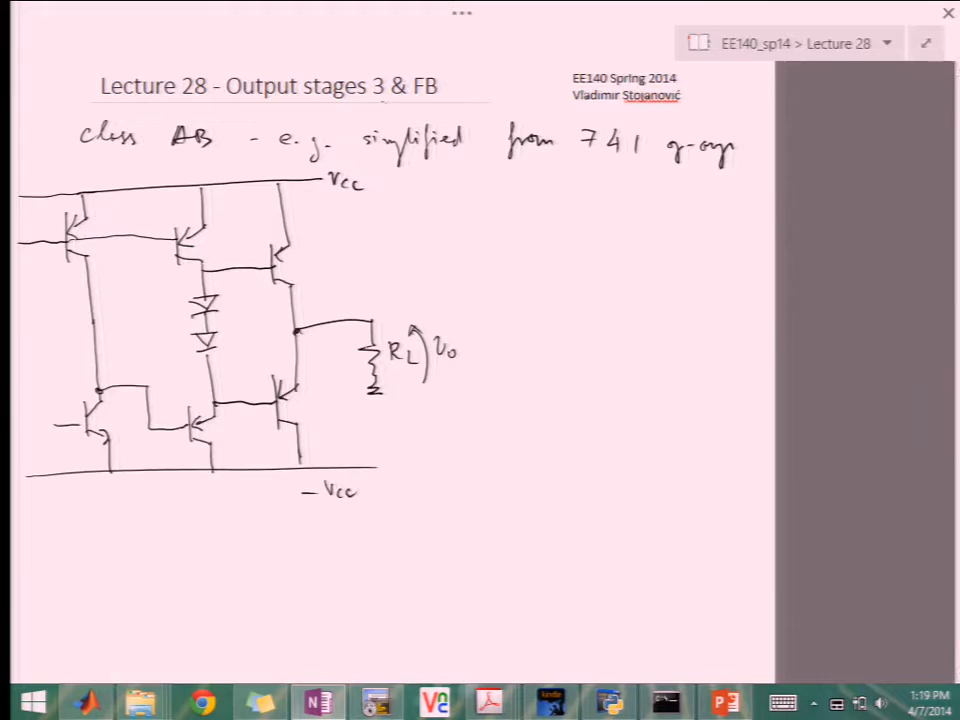 EE140_sp14 > Lecture 28
Lecture 28 - Output stages 3 & FB
EE140 Spring 2014
Vladimir Stojanović
class AB - e.g. simplified from 741 op-amp
VCC
RL
vo
- VCC
1:19 PM
4/7/2014